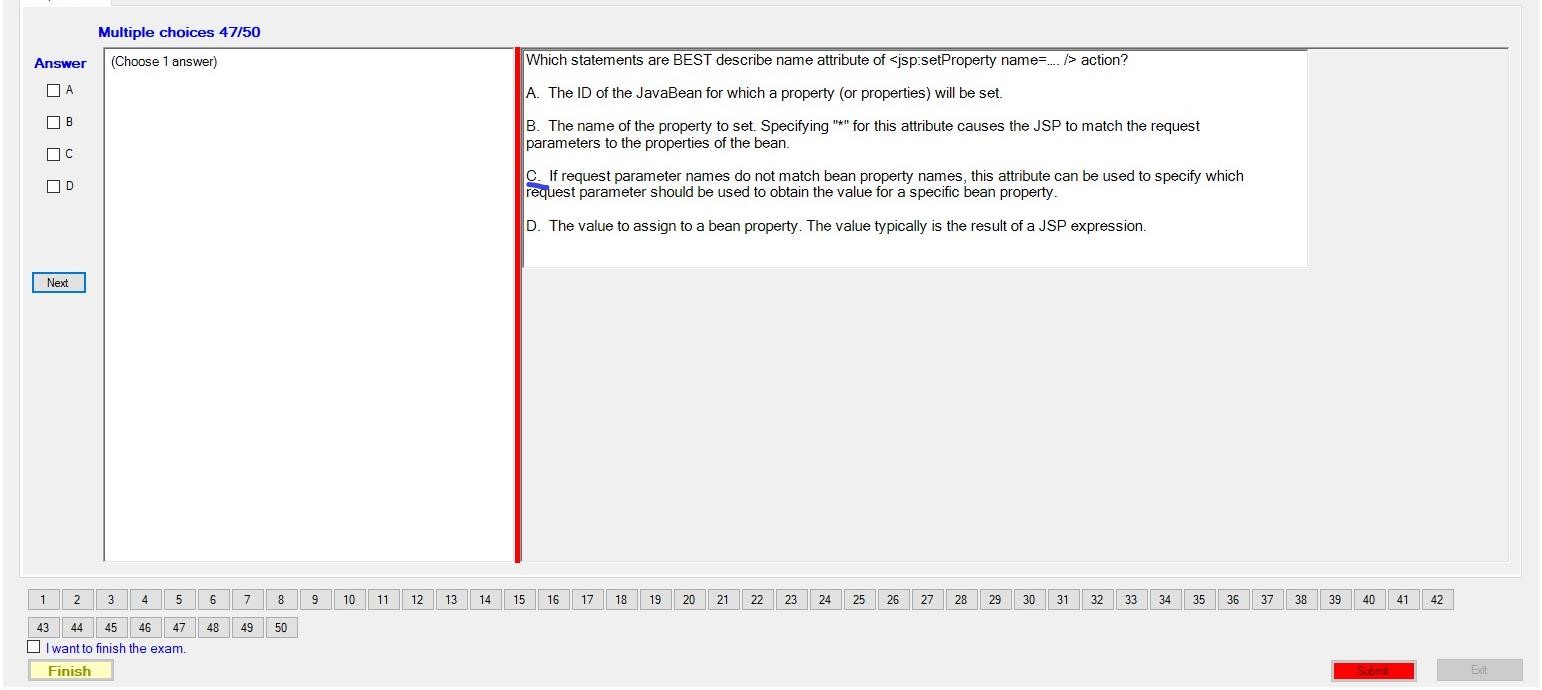 Multiple choices 47/50
Answer
(Choose 1 answer)
A
B
C
D
Next
Which statements are BEST describe name attribute of <jsp:setProperty name=.... /> action?
A. The ID of the JavaBean for which a property (or properties) will be set.
B. The name of the property to set. Specifying "*" for this attribute causes the JSP to match the request
parameters to the properties of the bean.
C. If request parameter names do not match bean property names, this attribute can be used to specify which
request parameter should be used to obtain the value for a specific bean property.
D. The value to assign to a bean property. The value typically is the result of a JSP expression.
1 2 3 4 5 6 7 8 9 10 11 12 13 14 15 16 17 18 19 20 21 22 23 24 25 26 27 28 29 30 31 32 33 34 35 36 37 38 39 40 41 42
43 44 45 46 47 48 49 50
I want to finish the exam.
Finish
Submit
Exit